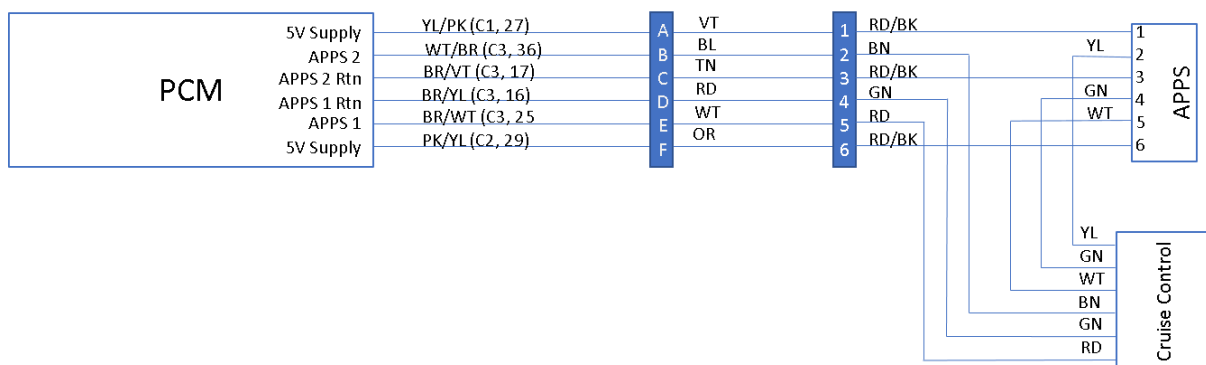 5V Supply YL/PK (C1, 27) A VT 1 RD/BK 1
APPS 2 WT/BR (C3, 36) B BL 2 BN YL 2
APPS 2 Rtn BR/VT (C3, 17) C TN 3 RD/BK 3
APPS 1 Rtn BR/YL (C3, 16) D RD 4 GN GN 4
APPS 1 BR/WT (C3, 25 E WT 5 RD WT 5
5V Supply PK/YL (C2, 29) F OR 6 RD/BK 6
PCM
APPS
YL
GN
WT
BN
GN
RD
Cruise Control